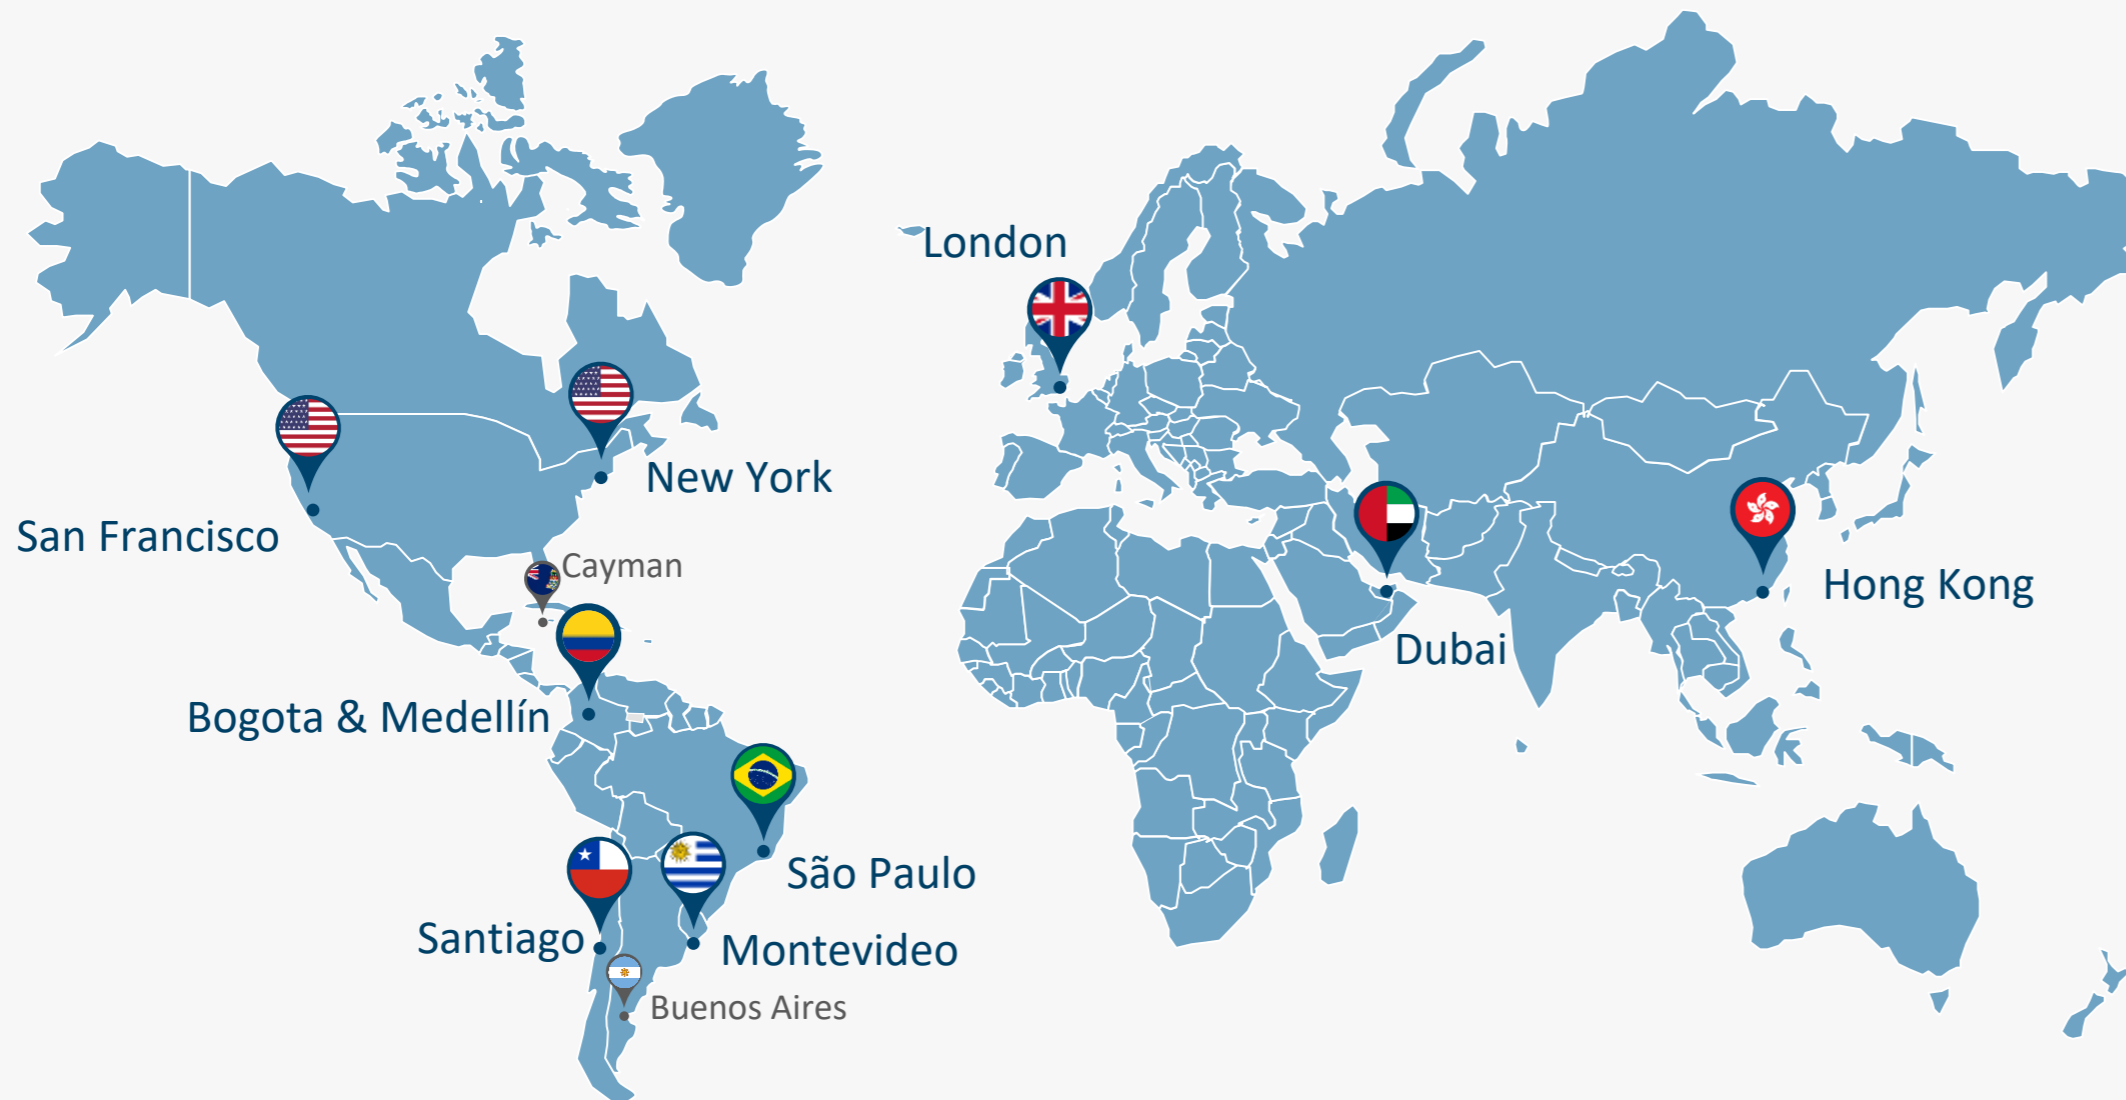 London
New York
San Francisco
Cayman
Hong Kong
Dubai
Bogota & Medellín
São Paulo
Santiago
Montevideo
Buenos Aires